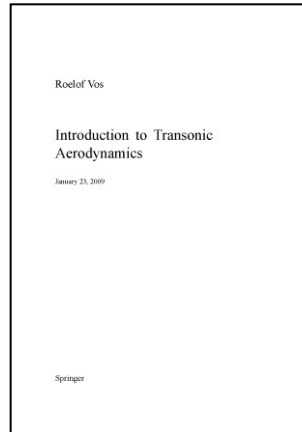 Roelof Vos
Introduction to Transonic
Aerodynamics
January 23, 2009
Springer